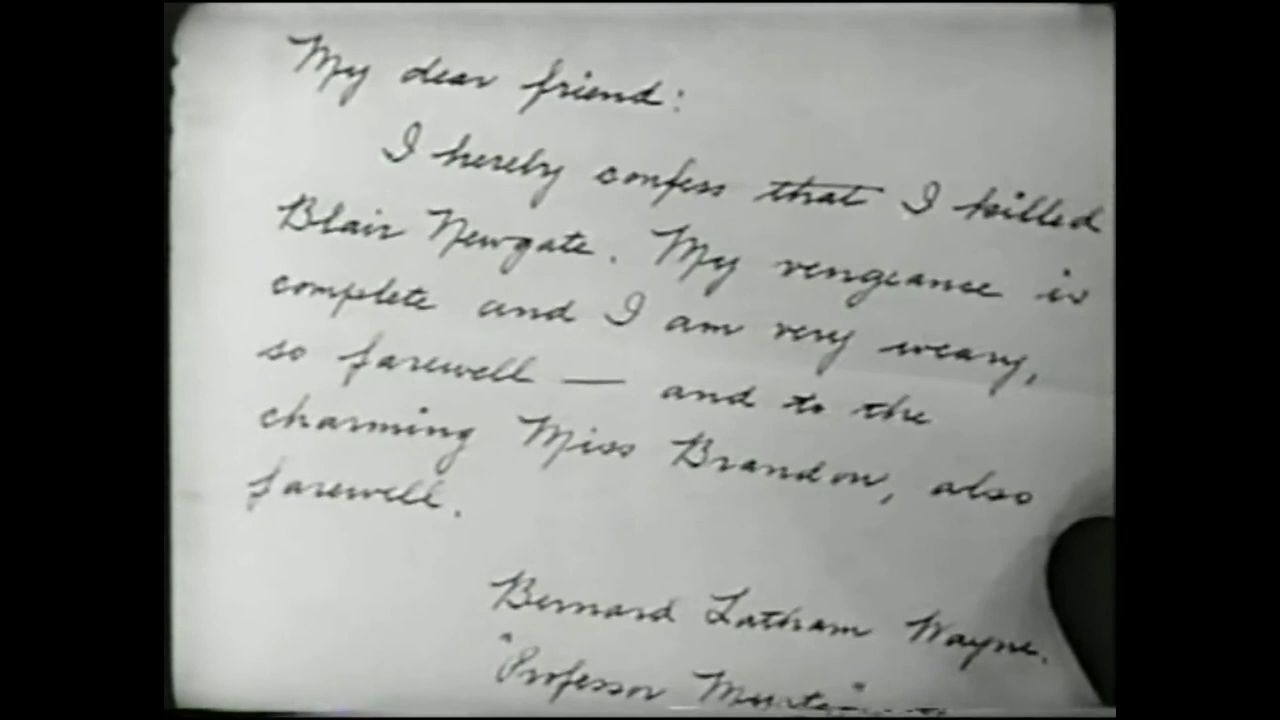 My dear friend:
I hereby confess that I killed
Blair Newgate. My vengeance is
complete and I am very weary,
so farewell — and to the
charming Miss Brandon, also
farewell.
Bernard Latham Wayne.
"Professor